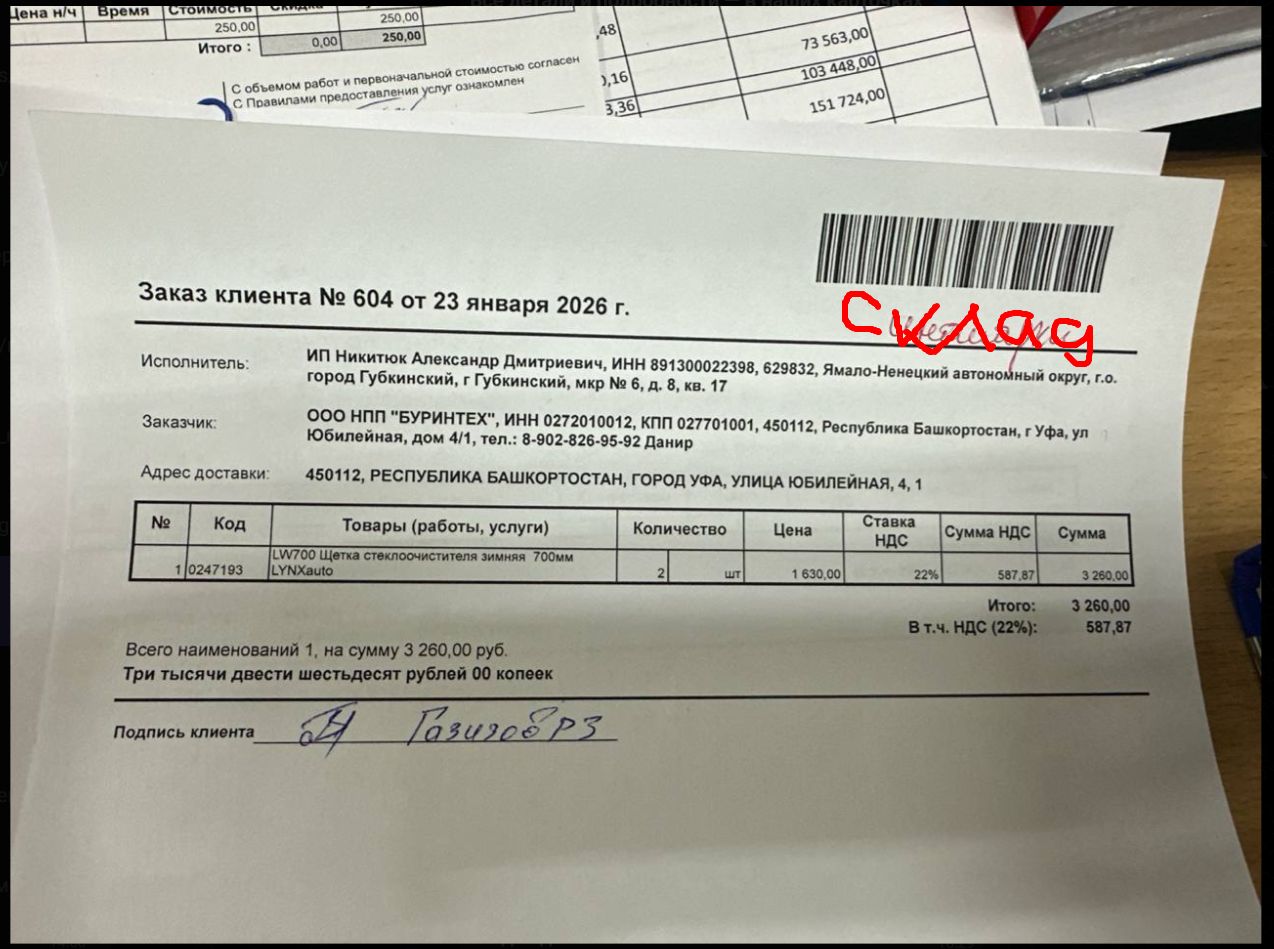 Цена н/ч Время Стоимость
250,00 250,00
Итого : 0,00 250,00
С объемом работ и первоначальной стоимостью согласен
С Правилами предоставления услуг ознакомлен
,48 73 563,00
0,16 103 448,00
3,36 151 724,00
Заказ клиента № 604 от 23 января 2026 г.
склад
Исполнитель: ИП Никитюк Александр Дмитриевич, ИНН 891300022398, 629832, Ямало-Ненецкий автономный округ, г.о.
город Губкинский, г Губкинский, мкр № 6, д. 8, кв. 17
Заказчик: ООО НПП "БУРИНТЕХ", ИНН 0272010012, КПП 027701001, 450112, Республика Башкортостан, г Уфа, ул
Юбилейная, дом 4/1, тел.: 8-902-826-95-92 Данир
Адрес доставки: 450112, РЕСПУБЛИКА БАШКОРТОСТАН, ГОРОД УФА, УЛИЦА ЮБИЛЕЙНАЯ, 4, 1
№ Код Товары (работы, услуги) Количество Цена Ставка НДС Сумма НДС Сумма
1 0247193 LW700 Щетка стеклоочистителя зимняя 700мм LYNXauto 2 шт 1 630,00 22% 587,87 3 260,00
Итого: 3 260,00
В т.ч. НДС (22%): 587,87
Всего наименований 1, на сумму 3 260,00 руб.
Три тысячи двести шестьдесят рублей 00 копеек
Подпись клиента Газизов РЗ